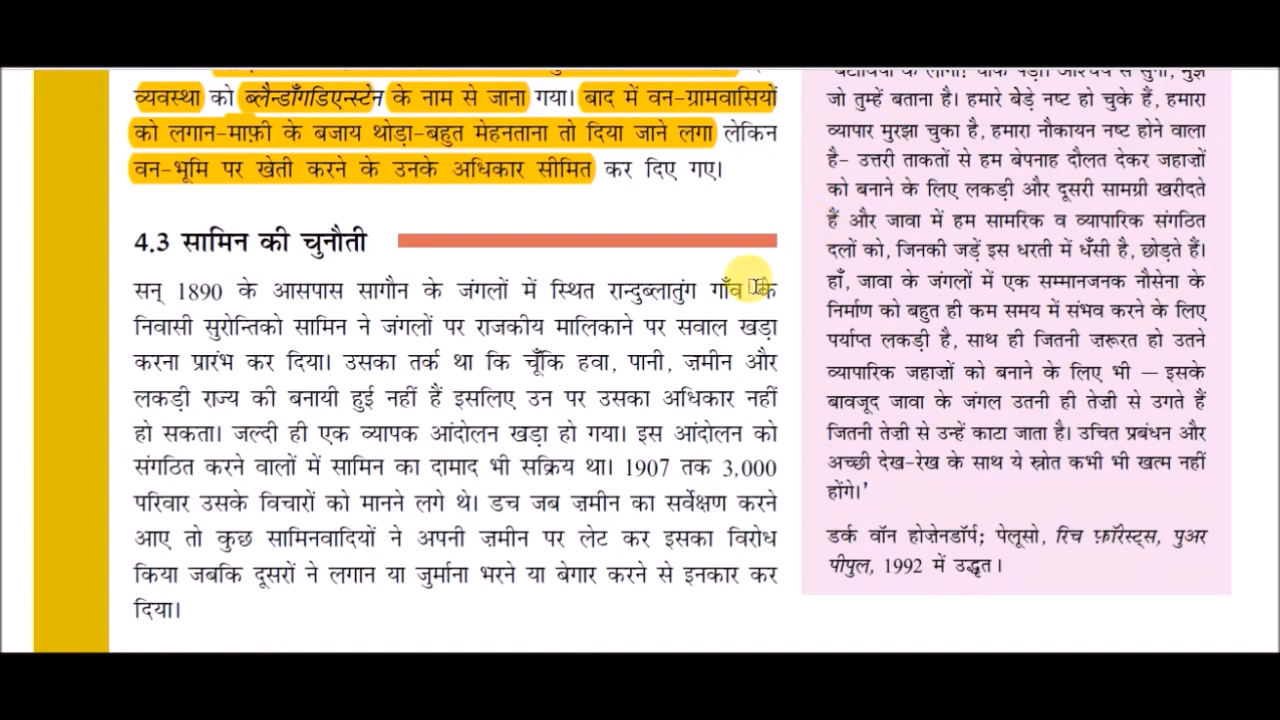 व्यवस्था को ब्लैन्डाँगडिएन्स्टेन के नाम से जाना गया। बाद में वन-ग्रामवासियों
को लगान-माफ़ी के बजाय थोड़ा-बहुत मेहनताना तो दिया जाने लगा लेकिन
वन-भूमि पर खेती करने के उनके अधिकार सीमित कर दिए गए।
4.3 सामिन की चुनौती
सन् 1890 के आसपास सागौन के जंगलों में स्थित रान्दुब्लातुंग गाँव के
निवासी सुरोन्तिको सामिन ने जंगलों पर राजकीय मालिकाने पर सवाल खड़ा
करना प्रारंभ कर दिया। उसका तर्क था कि चूँकि हवा, पानी, ज़मीन और
लकड़ी राज्य की बनायी हुई नहीं हैं इसलिए उन पर उसका अधिकार नहीं
हो सकता। जल्दी ही एक व्यापक आंदोलन खड़ा हो गया। इस आंदोलन को
संगठित करने वालों में सामिन का दामाद भी सक्रिय था। 1907 तक 3,000
परिवार उसके विचारों को मानने लगे थे। डच जब ज़मीन का सर्वेक्षण करने
आए तो कुछ सामिनवादियों ने अपनी ज़मीन पर लेट कर इसका विरोध
किया जबकि दूसरों ने लगान या जुर्माना भरने या बेगार करने से इनकार कर
दिया।
जो तुम्हें बताना है। हमारे बेड़े नष्ट हो चुके हैं, हमारा
व्यापार मुरझा चुका है, हमारा नौकायन नष्ट होने वाला
है- उत्तरी ताकतों से हम बेपनाह दौलत देकर जहाज़ों
को बनाने के लिए लकड़ी और दूसरी सामग्री खरीदते
हैं और जावा में हम सामरिक व व्यापारिक संगठित
दलों को, जिनकी जड़ें इस धरती में धँसी है, छोड़ते हैं।
हाँ, जावा के जंगलों में एक सम्मानजनक नौसेना के
निर्माण को बहुत ही कम समय में संभव करने के लिए
पर्याप्त लकड़ी है, साथ ही जितनी ज़रूरत हो उतने
व्यापारिक जहाज़ों को बनाने के लिए भी — इसके
बावजूद जावा के जंगल उतनी ही तेज़ी से उगते हैं
जितनी तेज़ी से उन्हें काटा जाता है। उचित प्रबंधन और
अच्छी देख-रेख के साथ ये स्रोत कभी भी खत्म नहीं
होंगे।'
डर्क वॉन होज़ेनडॉर्प; पेलूसो, रिच फ़ॉरेस्ट्स, पुअर
पीपुल, 1992 में उद्धृत।